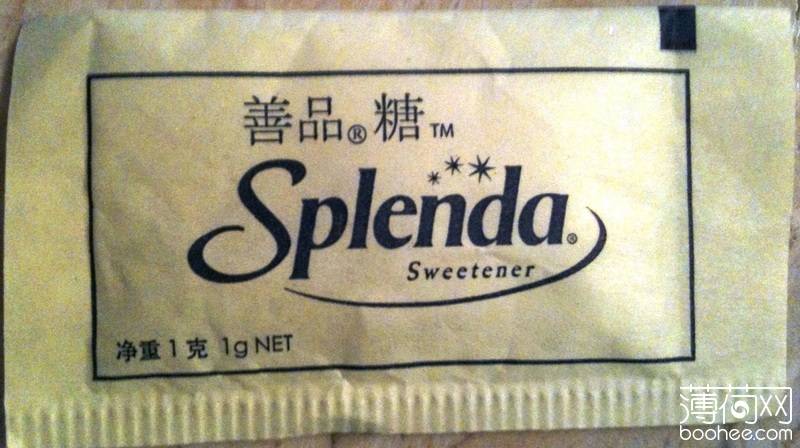 善品®糖™
Splenda®
Sweetener
净重1克 1g NET
薄荷网
boohee.com